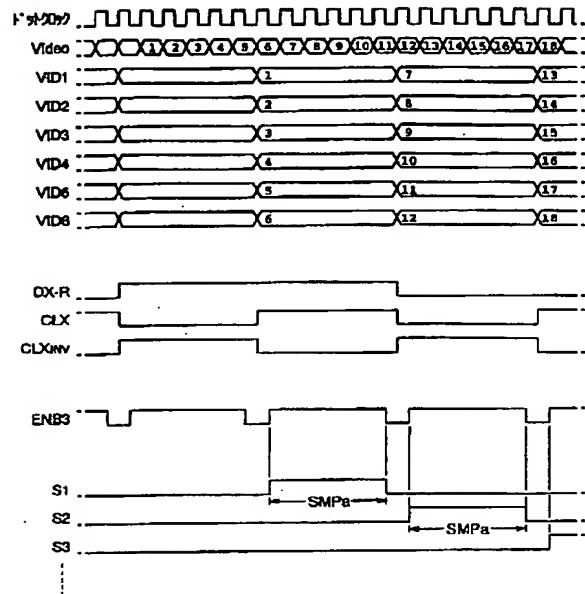 ドットクロック
Video 1 2 3 4 5 6 7 8 9 10 11 12 13 14 15 16 17 18
VID1 1 7 13
VID2 2 8 14
VID3 3 9 15
VID4 4 10 16
VID5 5 11 17
VID6 6 12 18
DX-R
CLX
CLXINV
ENB3
S1
SMPa
S2
SMPa
S3